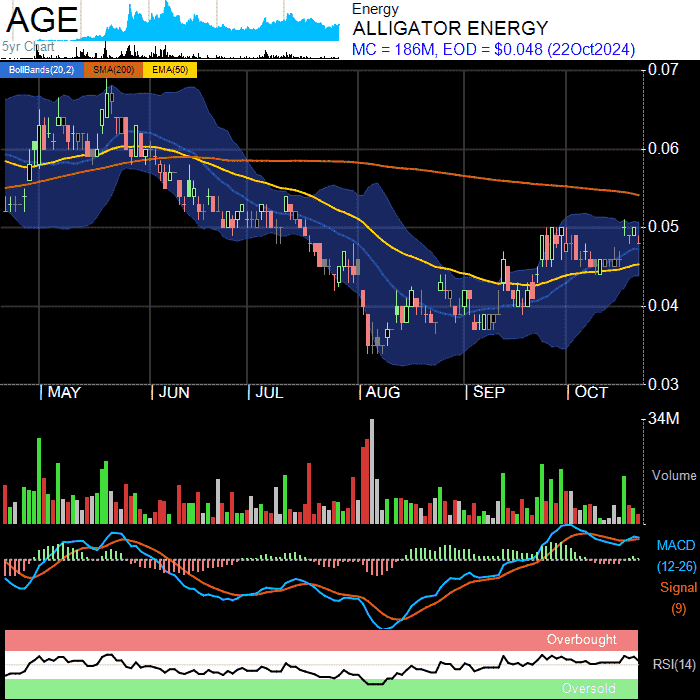 AGE
5yr Chart
Energy
ALLIGATOR ENERGY
MC = 186M, EOD = $0.048 (22Oct2024)
BollBands(20,2) SMA(200) EMA(50)
0.07
0.06
0.05
0.04
0.03
MAY JUN JUL AUG SEP OCT
34M
Volume
MACD
(12-26)
Signal
(9)
Overbought
RSI(14)
Oversold